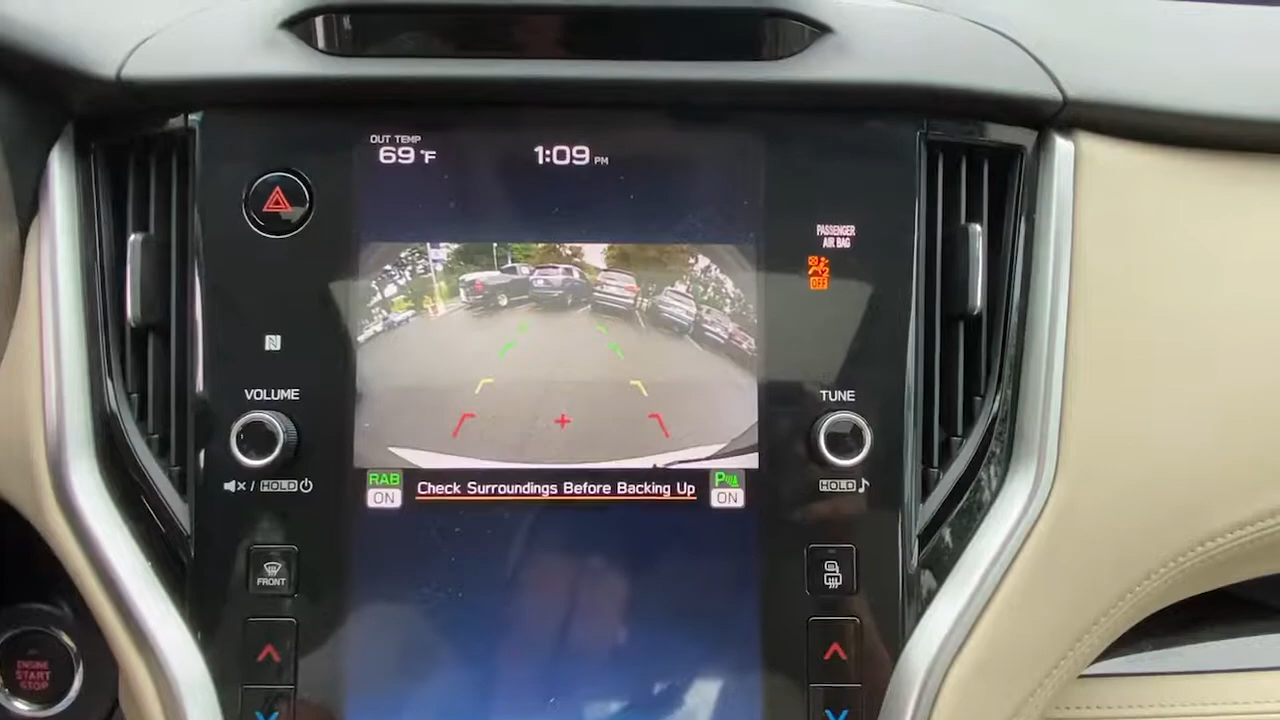 OUT TEMP
69 °F
1:09 PM
PASSENGER
AIR BAG
OFF
VOLUME
TUNE
/ HOLD
HOLD
RAB
ON
Check Surroundings Before Backing Up
P
ON
FRONT
ENGINE
START
STOP